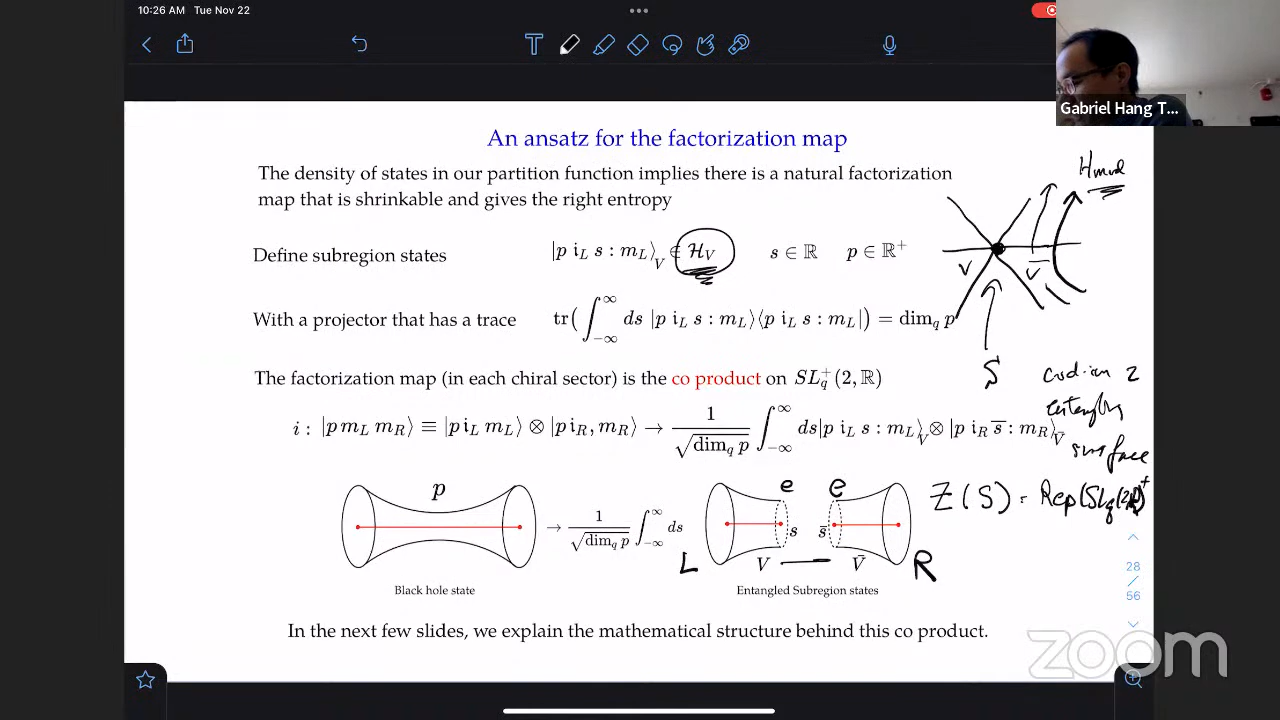 10:26 AM Tue Nov 22
Gabriel Hang T...
An ansatz for the factorization map
The density of states in our partition function implies there is a natural factorization
map that is shrinkable and gives the right entropy
Define subregion states |p i_L s : m_L⟩_V ∈ ℋ_V s ∈ ℝ p ∈ ℝ⁺
With a projector that has a trace tr(∫_{-∞}^{∞} ds |p i_L s : m_L⟩⟨p i_L s : m_L|) = dim_q p
The factorization map (in each chiral sector) is the co product on SL_q^+(2, ℝ)
i : |p m_L m_R⟩ ≡ |p i_L m_L⟩ ⊗ |p i_R, m_R⟩ → 1/√(dim_q p) ∫_{-∞}^{∞} ds|p i_L s : m_L⟩_V ⊗ |p i_R s̄ : m_R⟩_V̄
p
→ 1/√(dim_q p) ∫_{-∞}^{∞} ds
e e
s s̄
L V V̄ R
Black hole state
Entangled Subregion states
In the next few slides, we explain the mathematical structure behind this co product.
H mod
V V̄
S
2
surface
Z(S) = Rep(SL_q(2R)^+
28
/
56
zoom